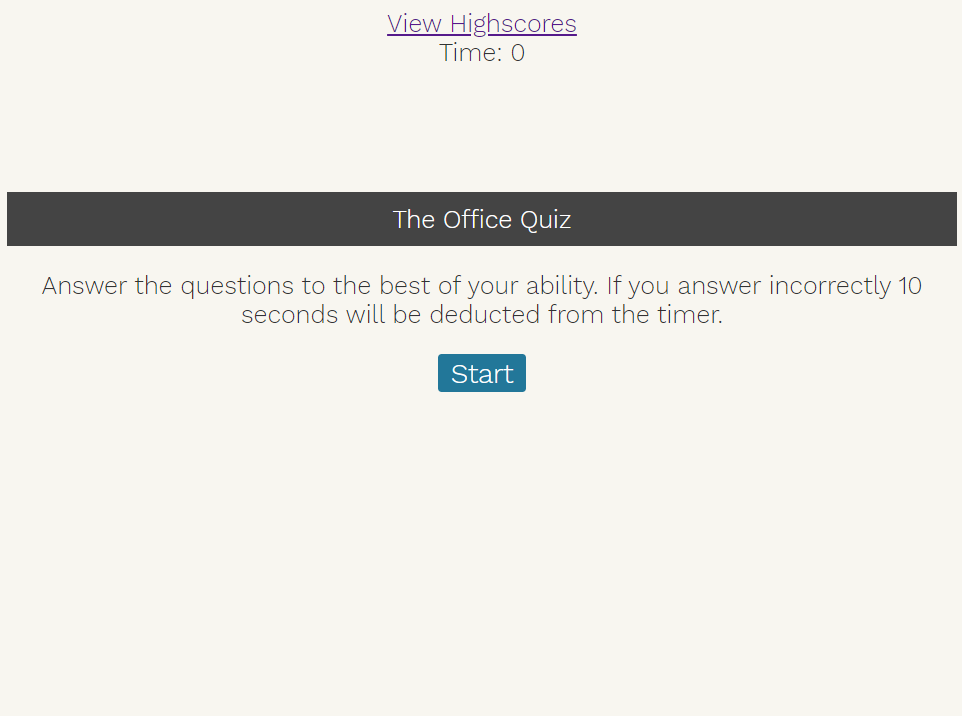 View Highscores
Time: 0
The Office Quiz
Answer the questions to the best of your ability. If you answer incorrectly 10
seconds will be deducted from the timer.
Start